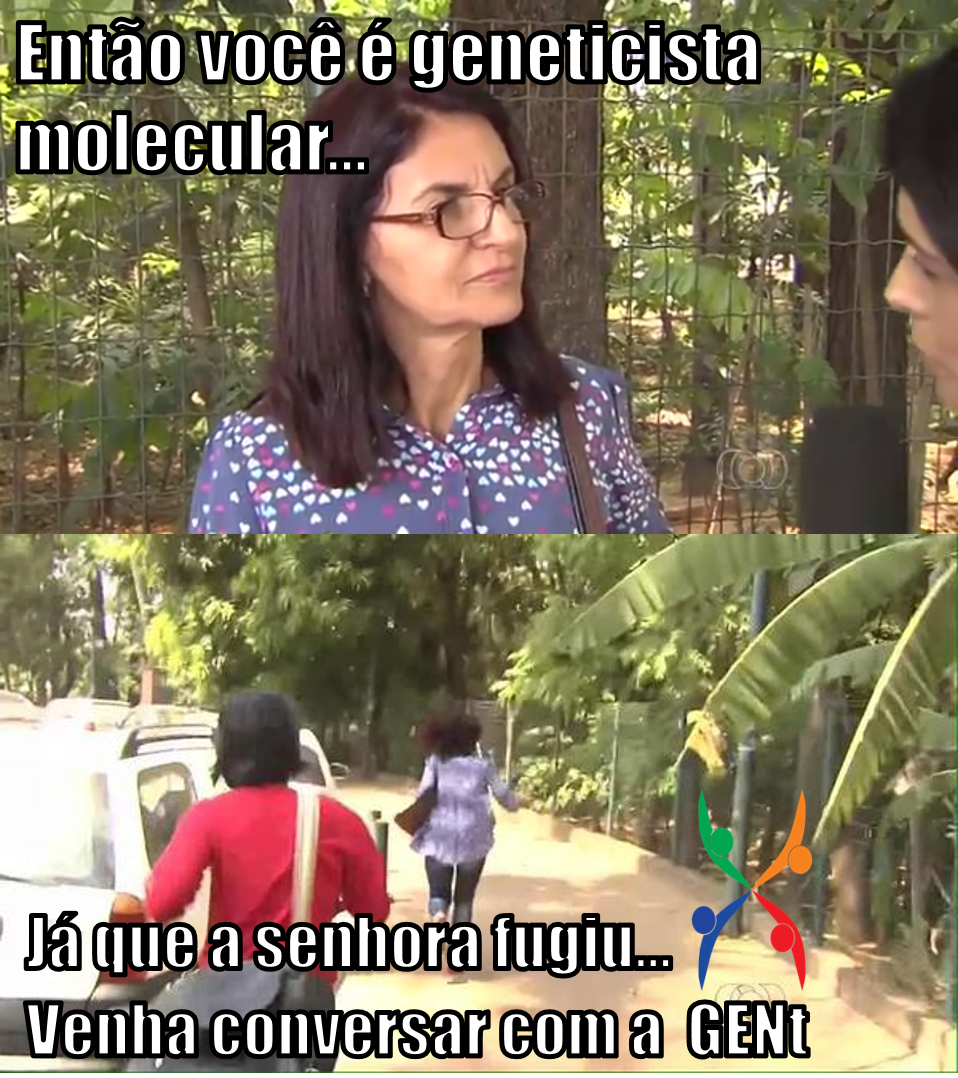 Então você é geneticista
molecular...
Já que a senhora fugiu...
Venha conversar com a GENt